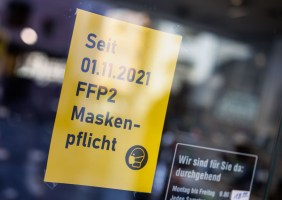 Seit
01.11.2021
FFP2
Masken-
pflicht
Wir sind für Sie da:
durchgehend
Montag bis Freitag